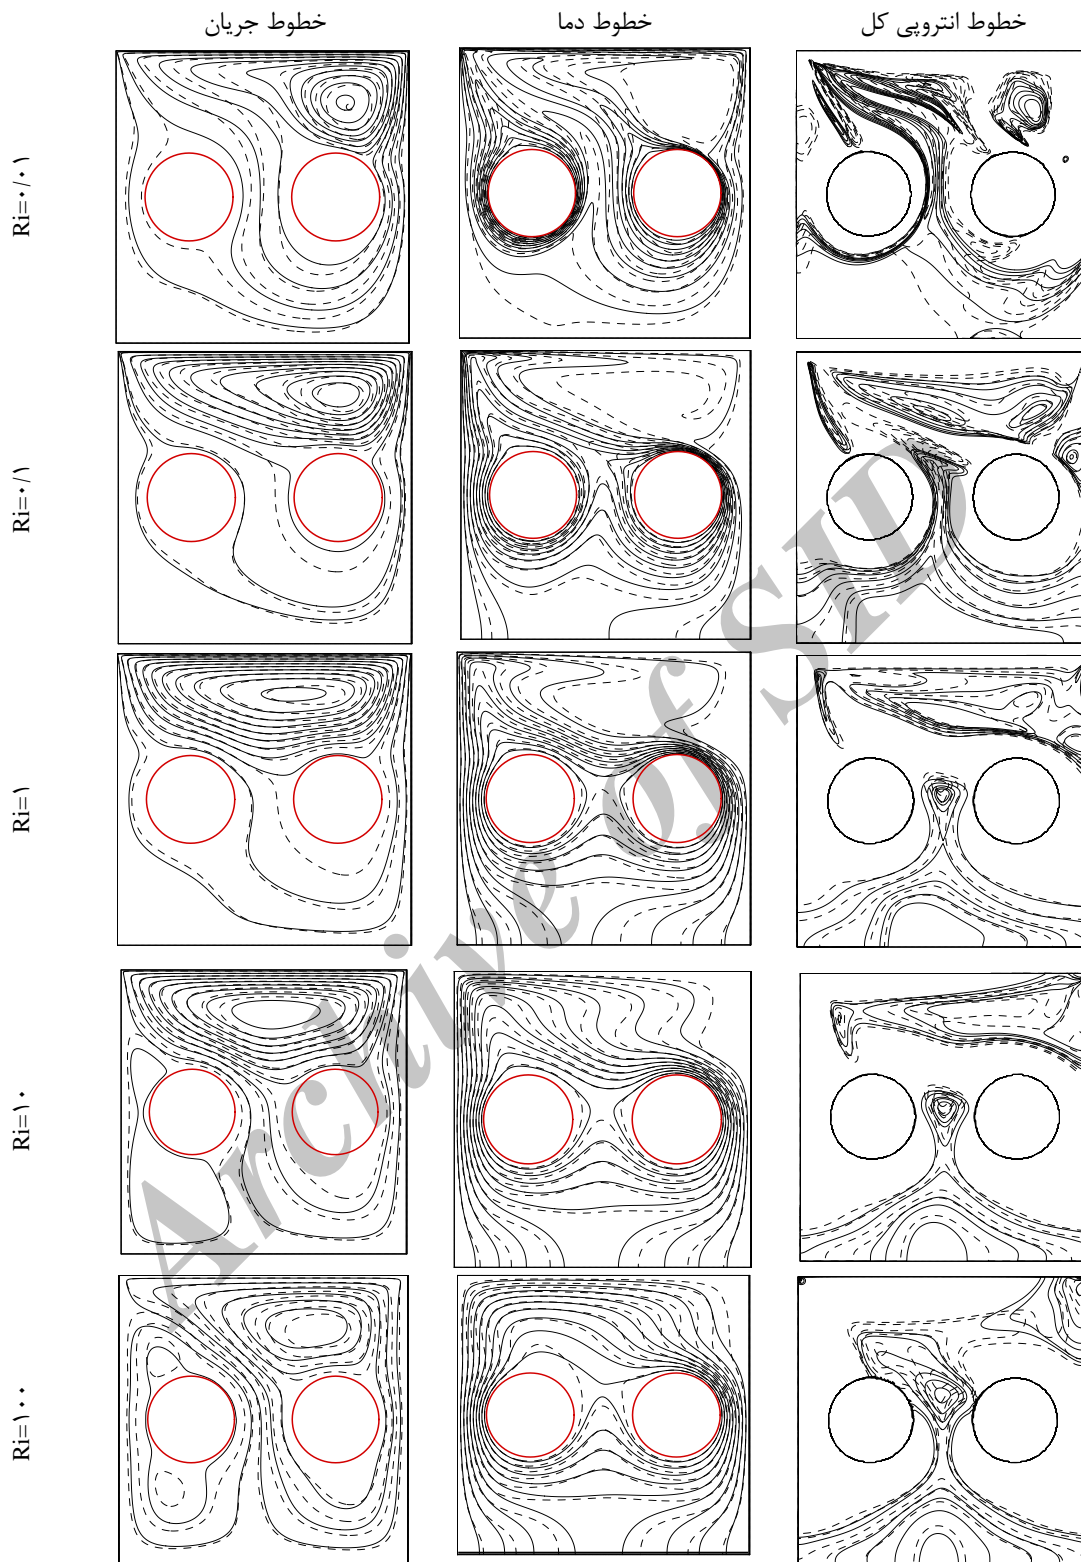 خطوط جریان
خطوط دما
خطوط انتروپی کل
Ri=۰/۰۱
Ri=۰/۱
Ri=۱
Ri=۱۰
Ri=۱۰۰
Archive of SID